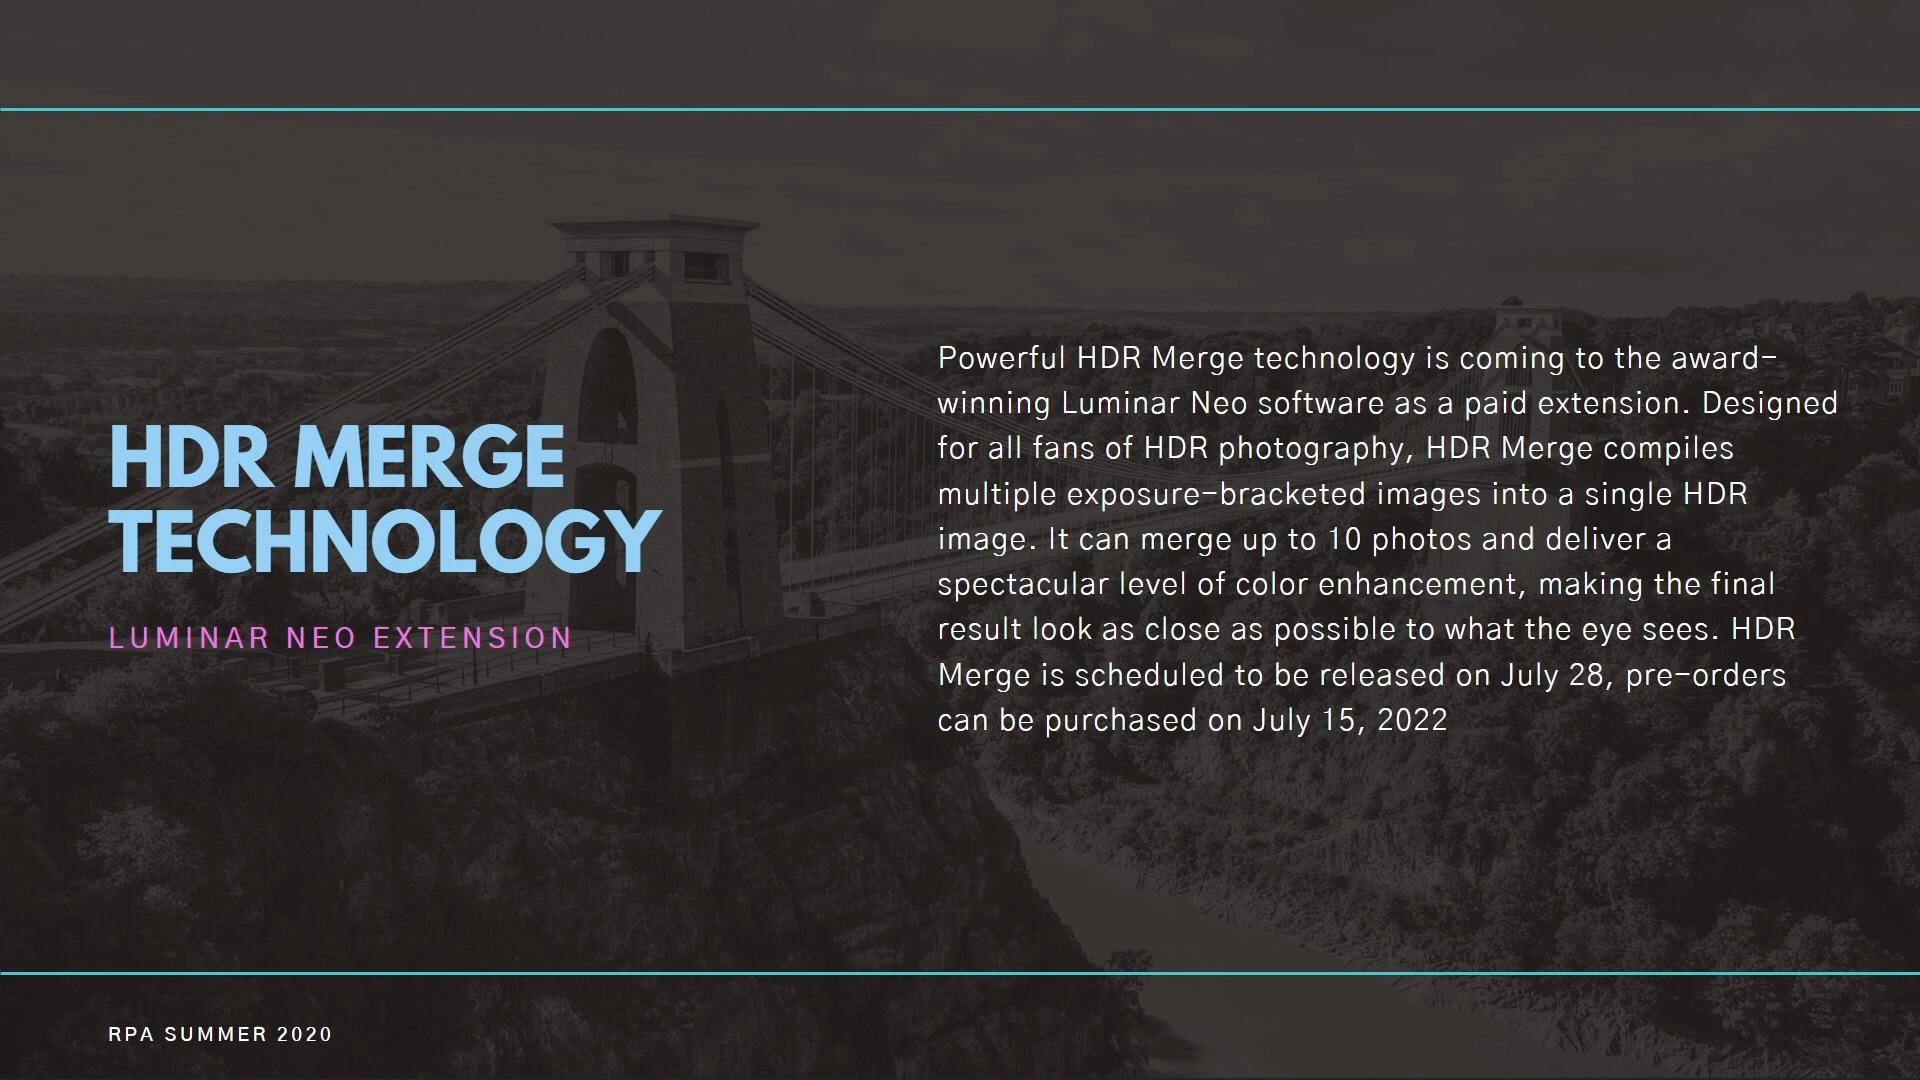 HDR MERGE
TECHNOLOGY
LUMINAR NEO EXTENSION
Powerful HDR Merge technology is coming to the award-
winning Luminar Neo software as a paid extension. Designed
for all fans of HDR photography, HDR Merge compiles
multiple exposure-bracketed images into a single HDR
image. It can merge up to 10 photos and deliver a
spectacular level of color enhancement, making the final
result look as close as possible to what the eye sees. HDR
Merge is scheduled to be released on July 28, pre-orders
can be purchased on July 15, 2022
RPA SUMMER 2020